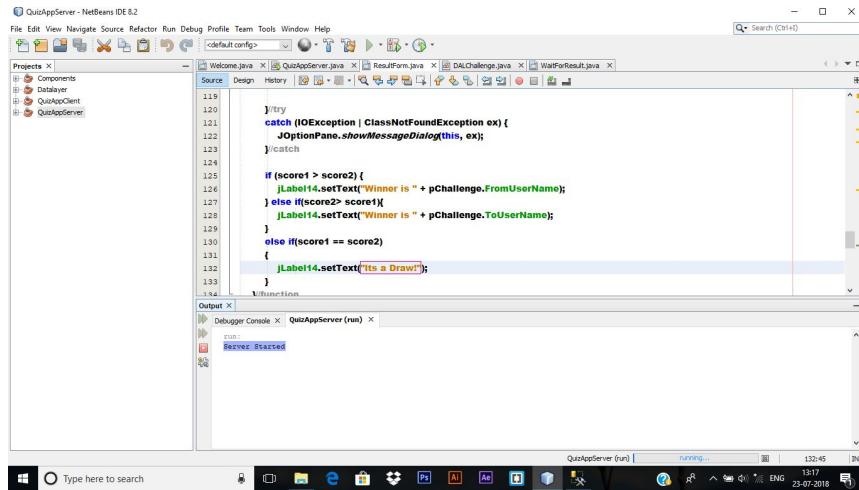 QuizAppServer - NetBeans IDE 8.2
File Edit View Navigate Source Refactor Run Debug Profile Team Tools Window Help
Search (Ctrl+I)
<default config>
Projects
Components
Datalayer
QuizAppClient
QuizAppServer
Welcome.java QuizAppServer.java ResultForm.java DALChallenge.java WaitForResult.java
Source Design History
119
120 }//try
121 catch (IOException | ClassNotFoundException ex) {
122 JOptionPane.showMessageDialog(this, ex);
123 }//catch
124
125 if (score1 > score2) {
126 jLabel14.setText("Winner is " + pChallenge.FromUserName);
127 } else if(score2> score1){
128 jLabel14.setText("Winner is " + pChallenge.ToUserName);
129 }
130 else if(score1 == score2)
131 {
132 jLabel14.setText("Its a Draw!");
133 }
134 }//function
Output
Debugger Console QuizAppServer (run)
run:
Server Started
QuizAppServer (run) running... 132:45 IN
Type here to search
Ps Ai Ae
ENG
13:17
23-07-2018